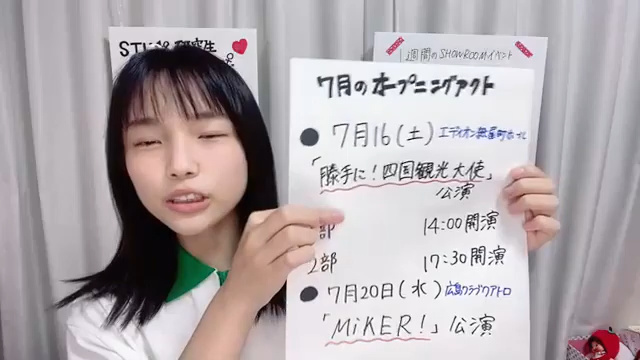 STU48 研究生
1週間のSHOWROOMイベント
7月のオープニングアクト
● 7月16(土) エディオン紙屋町ホール
「勝手に!四国観光大使」
公演
部 14:00開演
2部 17:30開演
● 7月20日(水) 広島クラブクアトロ
「MiKER!」公演